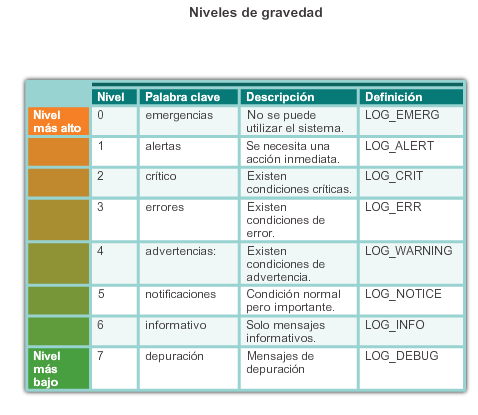 Niveles de gravedad
Nivel Palabra clave Descripción Definición
Nivel 0 emergencias No se puede LOG_EMERG
más alto utilizar el sistema.
1 alertas Se necesita una LOG_ALERT
acción inmediata.
2 crítico Existen LOG_CRIT
condiciones críticas.
3 errores Existen LOG_ERR
condiciones de
error.
4 advertencias: Existen LOG_WARNING
condiciones de
advertencia.
5 notificaciones Condición normal LOG_NOTICE
pero importante.
6 informativo Solo mensajes LOG_INFO
informativos.
Nivel 7 depuración Mensajes de LOG_DEBUG
más depuración
bajo